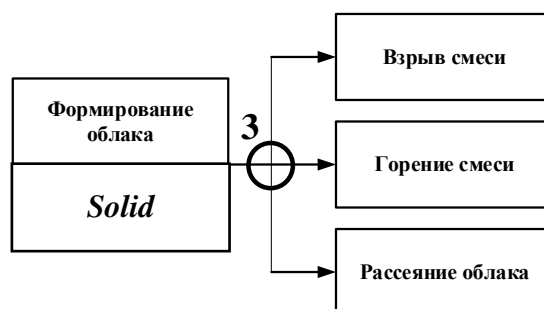 Формирование
облака
Solid
3
Взрыв смеси
Горение смеси
Рассеяние облака